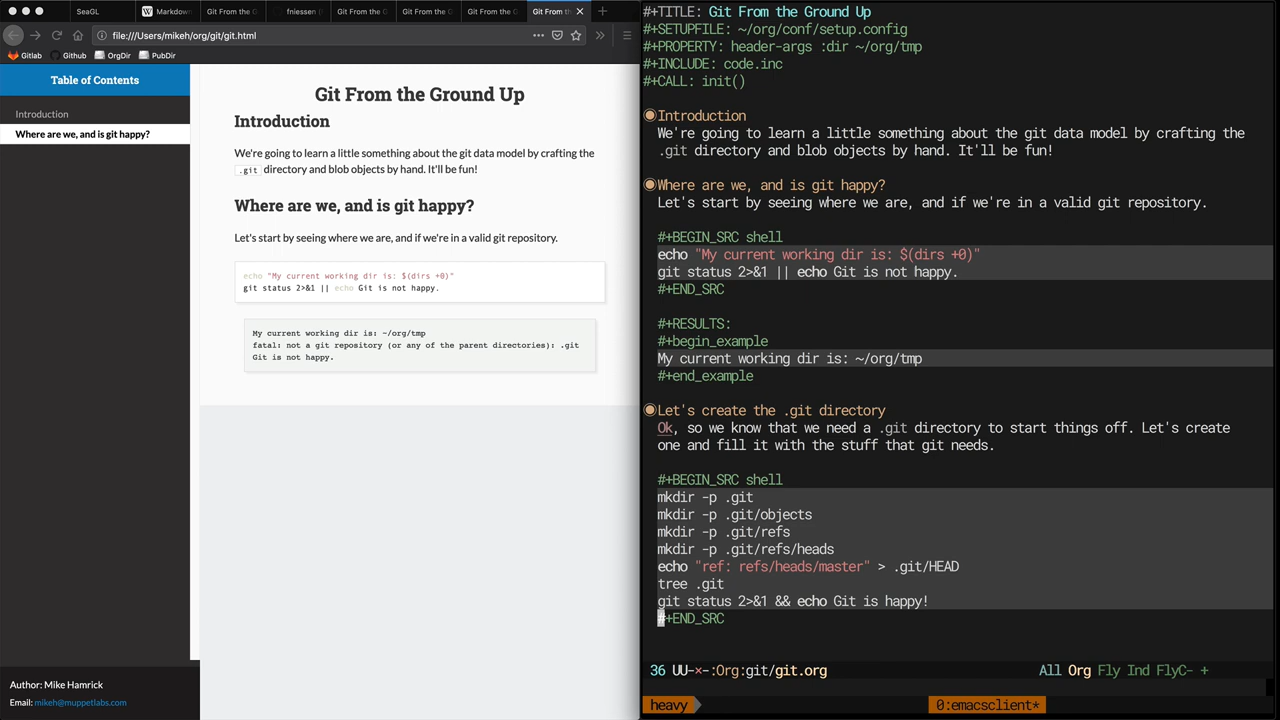 SeaGL
Markdown
Git From the G
fniessen (
Git From the G
Git From the G
Git From the G
Git From th
file:///Users/mikeh/org/git/git.html
Gitlab
Github
OrgDir
PubDir
Table of Contents
Introduction
Where are we, and is git happy?
Author: Mike Hamrick
Email: mikeh@muppetlabs.com
Git From the Ground Up
Introduction
We're going to learn a little something about the git data model by crafting the
.git directory and blob objects by hand. It'll be fun!
Where are we, and is git happy?
Let's start by seeing where we are, and if we're in a valid git repository.
echo "My current working dir is: $(dirs +0)"
git status 2>&1 || echo Git is not happy.
My current working dir is: ~/org/tmp
fatal: not a git repository (or any of the parent directories): .git
Git is not happy.
#+TITLE: Git From the Ground Up
#+SETUPFILE: ~/org/conf/setup.config
#+PROPERTY: header-args :dir ~/org/tmp
#+INCLUDE: code.inc
#+CALL: init()
Introduction
We're going to learn a little something about the git data model by crafting the
.git directory and blob objects by hand. It'll be fun!
Where are we, and is git happy?
Let's start by seeing where we are, and if we're in a valid git repository.
#+BEGIN_SRC shell
echo "My current working dir is: $(dirs +0)"
git status 2>&1 || echo Git is not happy.
#+END_SRC
#+RESULTS:
#+begin_example
My current working dir is: ~/org/tmp
#+end_example
Let's create the .git directory
Ok, so we know that we need a .git directory to start things off. Let's create
one and fill it with the stuff that git needs.
#+BEGIN_SRC shell
mkdir -p .git
mkdir -p .git/objects
mkdir -p .git/refs
mkdir -p .git/refs/heads
echo "ref: refs/heads/master" > .git/HEAD
tree .git
git status 2>&1 && echo Git is happy!
#+END_SRC
36 UU-×-:Org:git/git.org All Org Fly Ind FlyC- +
heavy 0:emacsclient*